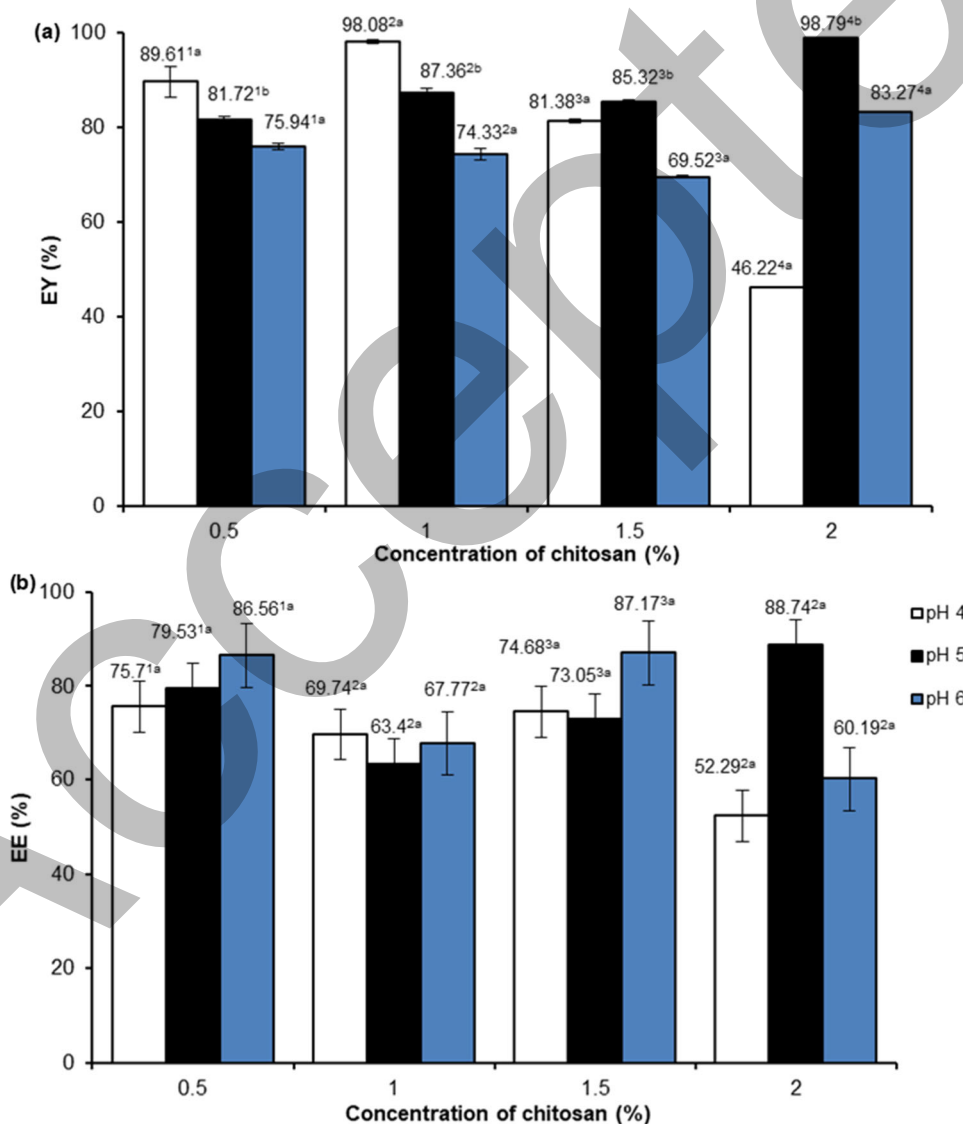 (a)
100
80
60
40
20
0
EY (%)
89.61¹ᵃ
81.72¹ᵇ
75.94¹ᵃ
98.08²ᵃ
87.36²ᵇ
74.33²ᵃ
81.38³ᵃ
85.32³ᵇ
69.52³ᵃ
46.22⁴ᵃ
98.79⁴ᵇ
83.27⁴ᵃ
0.5 1 1.5 2
Concentration of chitosan (%)
(b)
100
80
60
40
20
0
EE (%)
75.7¹ᵃ
79.53¹ᵃ
86.56¹ᵃ
69.74²ᵃ
63.4²ᵃ
67.77²ᵃ
74.68³ᵃ
73.05³ᵃ
87.17³ᵃ
52.29²ᵃ
88.74²ᵃ
60.19²ᵃ
pH 4
pH 5
pH 6
0.5 1 1.5 2
Concentration of chitosan (%)